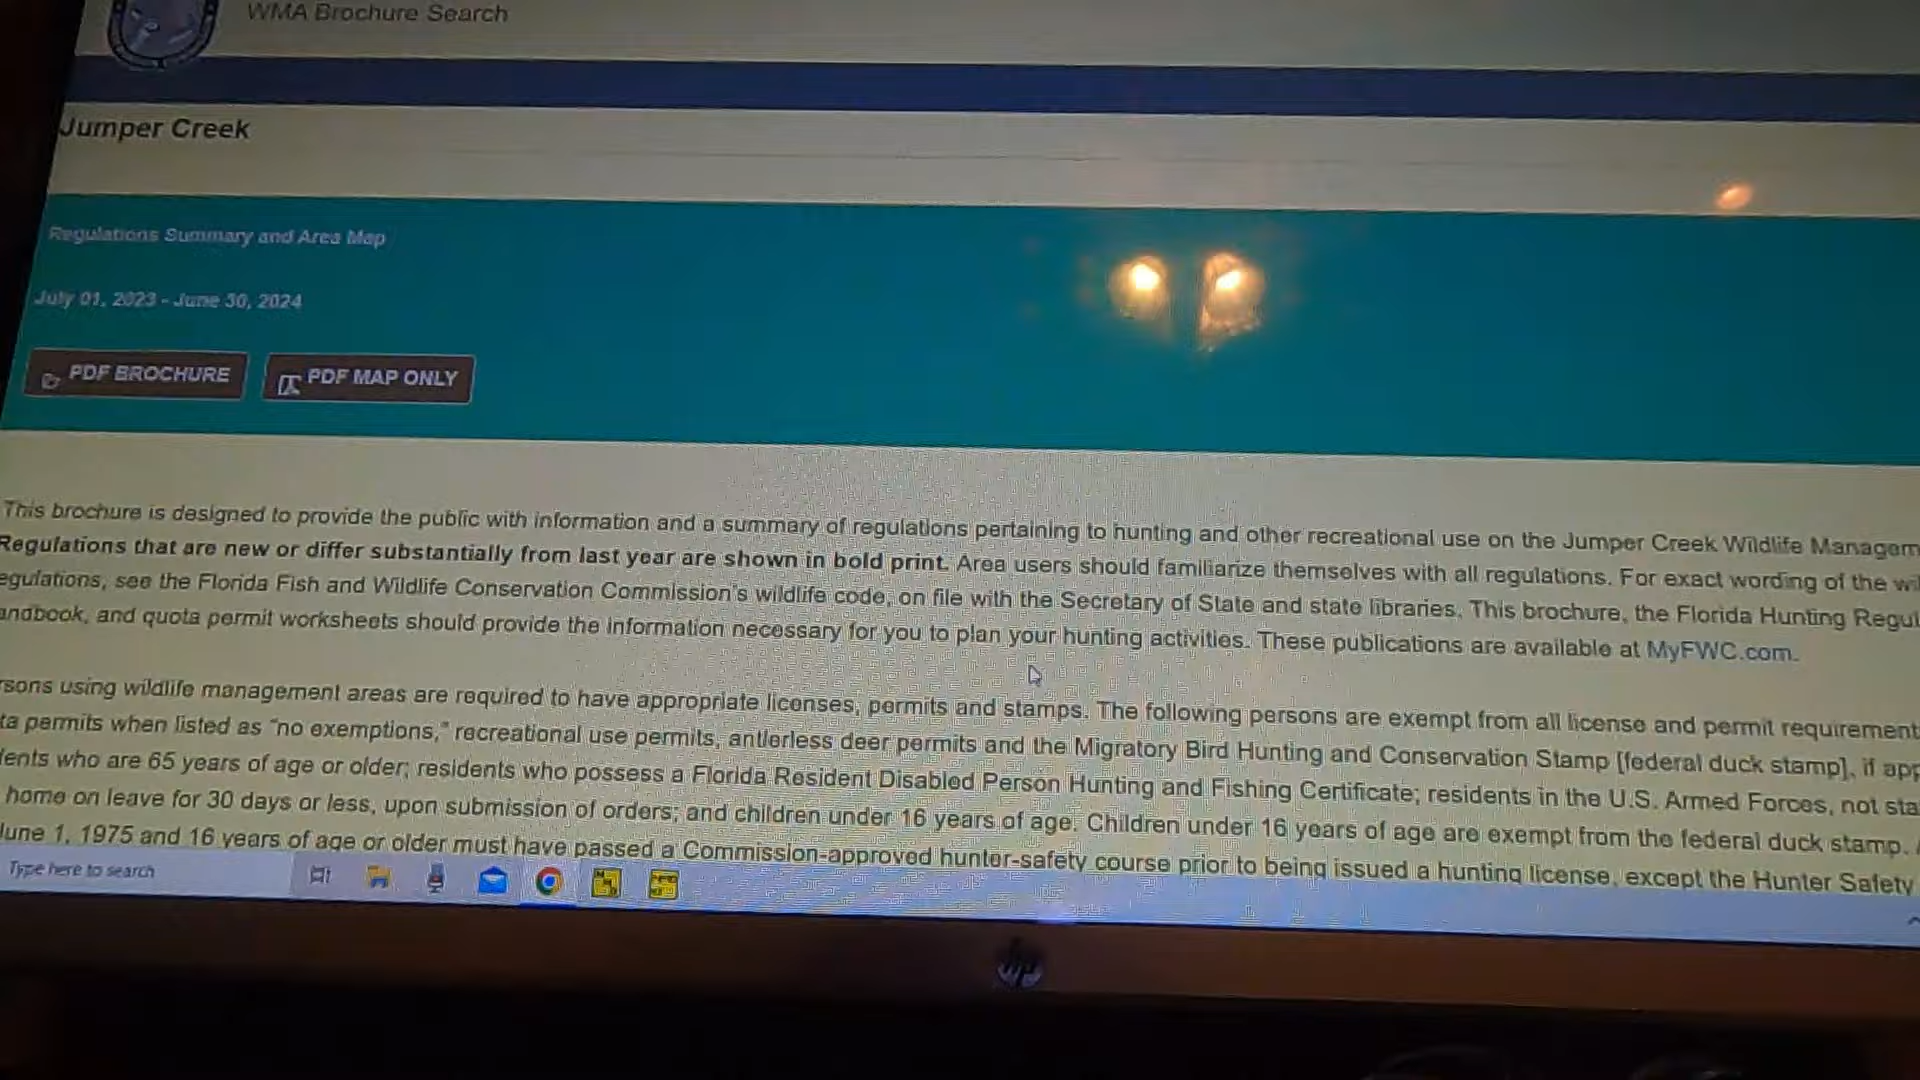 WMA Brochure Search
Jumper Creek
Regulations Summary and Area Map
July 01, 2023 - June 30, 2024
PDF BROCHURE
PDF MAP ONLY
This brochure is designed to provide the public with information and a summary of regulations pertaining to hunting and other recreational use on the Jumper Creek Wildlife Managem
Regulations that are new or differ substantially from last year are shown in bold print. Area users should familiarize themselves with all regulations. For exact wording of the wil
egulations, see the Florida Fish and Wildlife Conservation Commission's wildlife code, on file with the Secretary of State and state libraries. This brochure, the Florida Hunting Regul
andbook, and quota permit worksheets should provide the information necessary for you to plan your hunting activities. These publications are available at MyFWC.com.
rsons using wildlife management areas are required to have appropriate licenses, permits and stamps. The following persons are exempt from all license and permit requirement
ta permits when listed as "no exemptions," recreational use permits, antlerless deer permits and the Migratory Bird Hunting and Conservation Stamp [federal duck stamp], if app
dents who are 65 years of age or older; residents who possess a Florida Resident Disabled Person Hunting and Fishing Certificate; residents in the U.S. Armed Forces, not sta
home on leave for 30 days or less, upon submission of orders; and children under 16 years of age. Children under 16 years of age are exempt from the federal duck stamp.
June 1, 1975 and 16 years of age or older must have passed a Commission-approved hunter-safety course prior to being issued a hunting license, except the Hunter Safety
Type here to search
hp